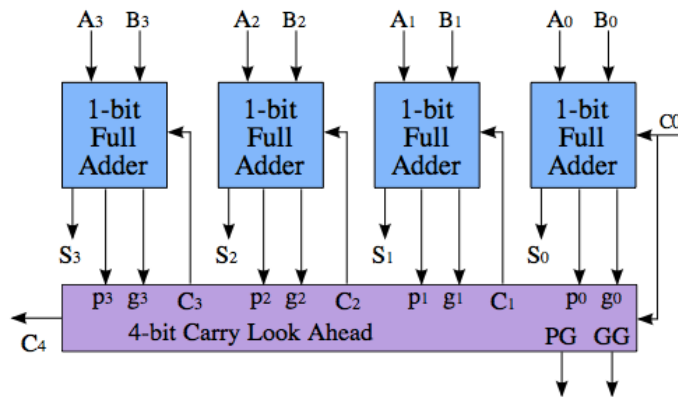 A3 B3 A2 B2 A1 B1 A0 B0
1-bit Full Adder
1-bit Full Adder
1-bit Full Adder
1-bit Full Adder
C0
S3 S2 S1 S0
p3 g3 C3 p2 g2 C2 p1 g1 C1 p0 g0
C4 4-bit Carry Look Ahead PG GG